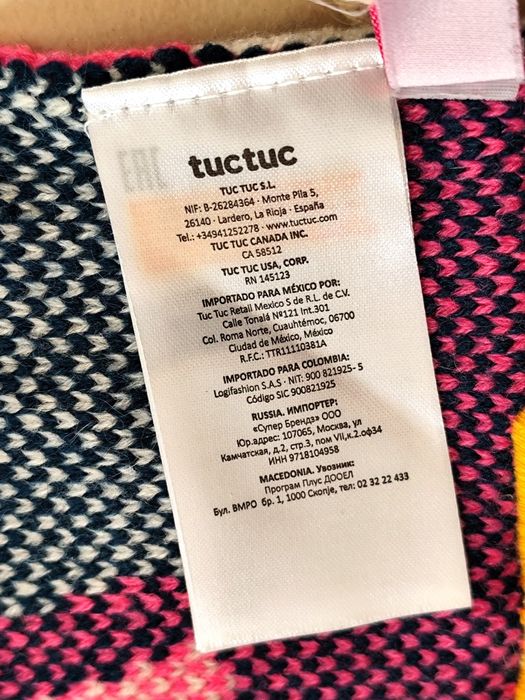 tuctuc
TUC TUC S.L.
NIF: B-26284364 · Monte Pila 5,
26140 - Lardero, La Rioja · España
Tel.: +34941252278 · www.tuctuc.com
TUC TUC CANADA INC.
CA 58512
TUC TUC USA, CORP.
RN 145123
IMPORTADO PARA MÉXICO POR:
Tuc Tuc Retail Mexico S de R.L. de C.V.
Calle Tonalá Nº121 Int.301
Col. Roma Norte, Cuauhtémoc, 06700
Ciudad de México, México
R.F.C.: TTR11110381A
IMPORTADO PARA COLOMBIA:
Logifashion S.A.S · NIT: 900 821925- 5
Código SIC 900821925
RUSSIA. ИМПОРТЕР:
«Супер Брендз» ООО
Юр.адрес: 107065, Москва, ул
Камчатская, д.2, стр.3, пом VII,к.2.оф34
ИНН 9718104958
MACEDONIA. Увозник:
Програм Плус ДООЕЛ
Бул. ВМРО бр. 1, 1000 Скопје, тел: 02 32 22 433